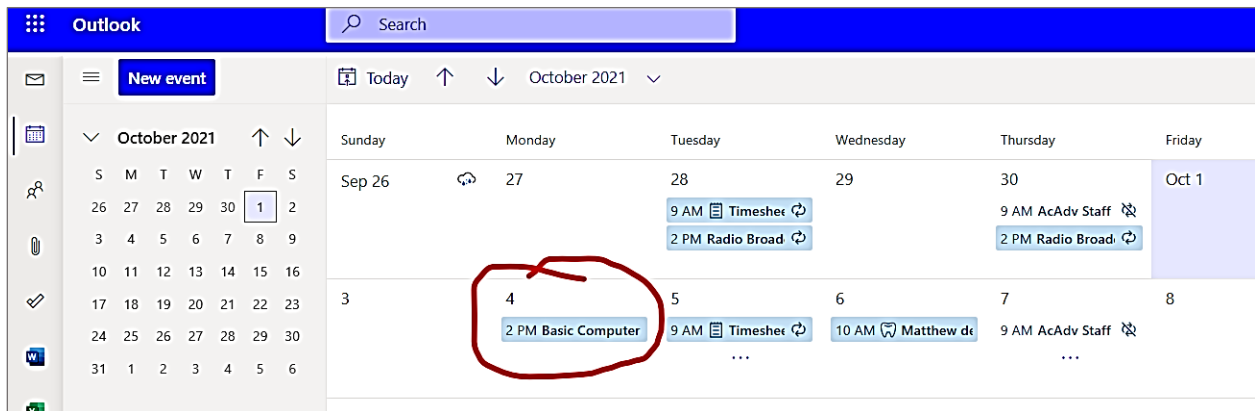 Outlook
Search
New event
Today
October 2021
October 2021
S M T W T F S
26 27 28 29 30 1 2
3 4 5 6 7 8 9
10 11 12 13 14 15 16
17 18 19 20 21 22 23
24 25 26 27 28 29 30
31 1 2 3 4 5 6
Sunday Monday Tuesday Wednesday Thursday Friday
Sep 26 27 28 29 30 Oct 1
9 AM Timeshee
2 PM Radio Broad
9 AM AcAdv Staff
2 PM Radio Broad
3 4 5 6 7 8
2 PM Basic Computer
9 AM Timeshee
...
10 AM Matthew de
9 AM AcAdv Staff
...
W